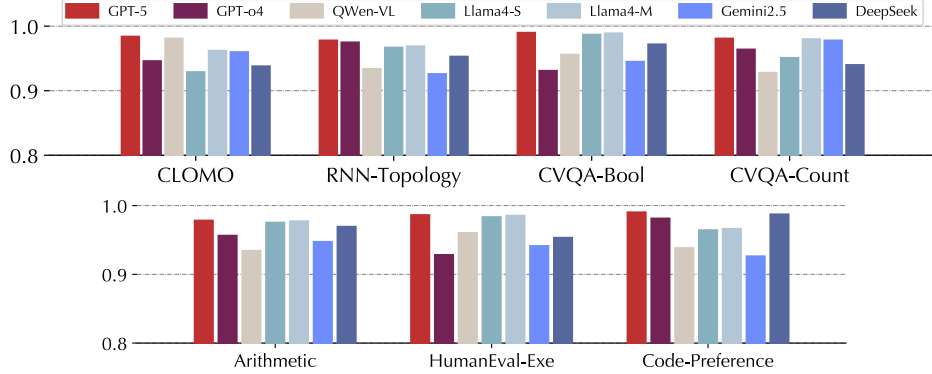 GPT-5 GPT-o4 QWen-VL Llama4-S Llama4-M Gemini2.5 DeepSeek
1.0
0.9
0.8
CLOMO RNN-Topology CVQA-Bool CVQA-Count
1.0
0.9
0.8
Arithmetic HumanEval-Exe Code-Preference